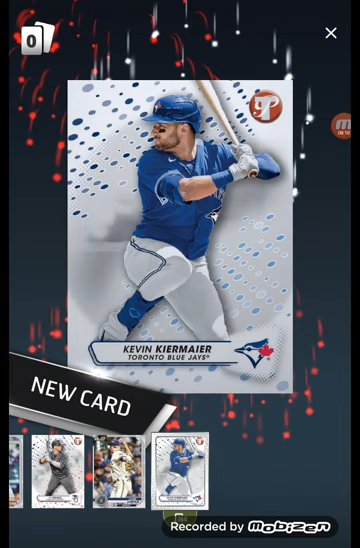 0
KEVIN KIERMAIER
TORONTO BLUE JAYS®
NEW CARD
Recorded by mobizen